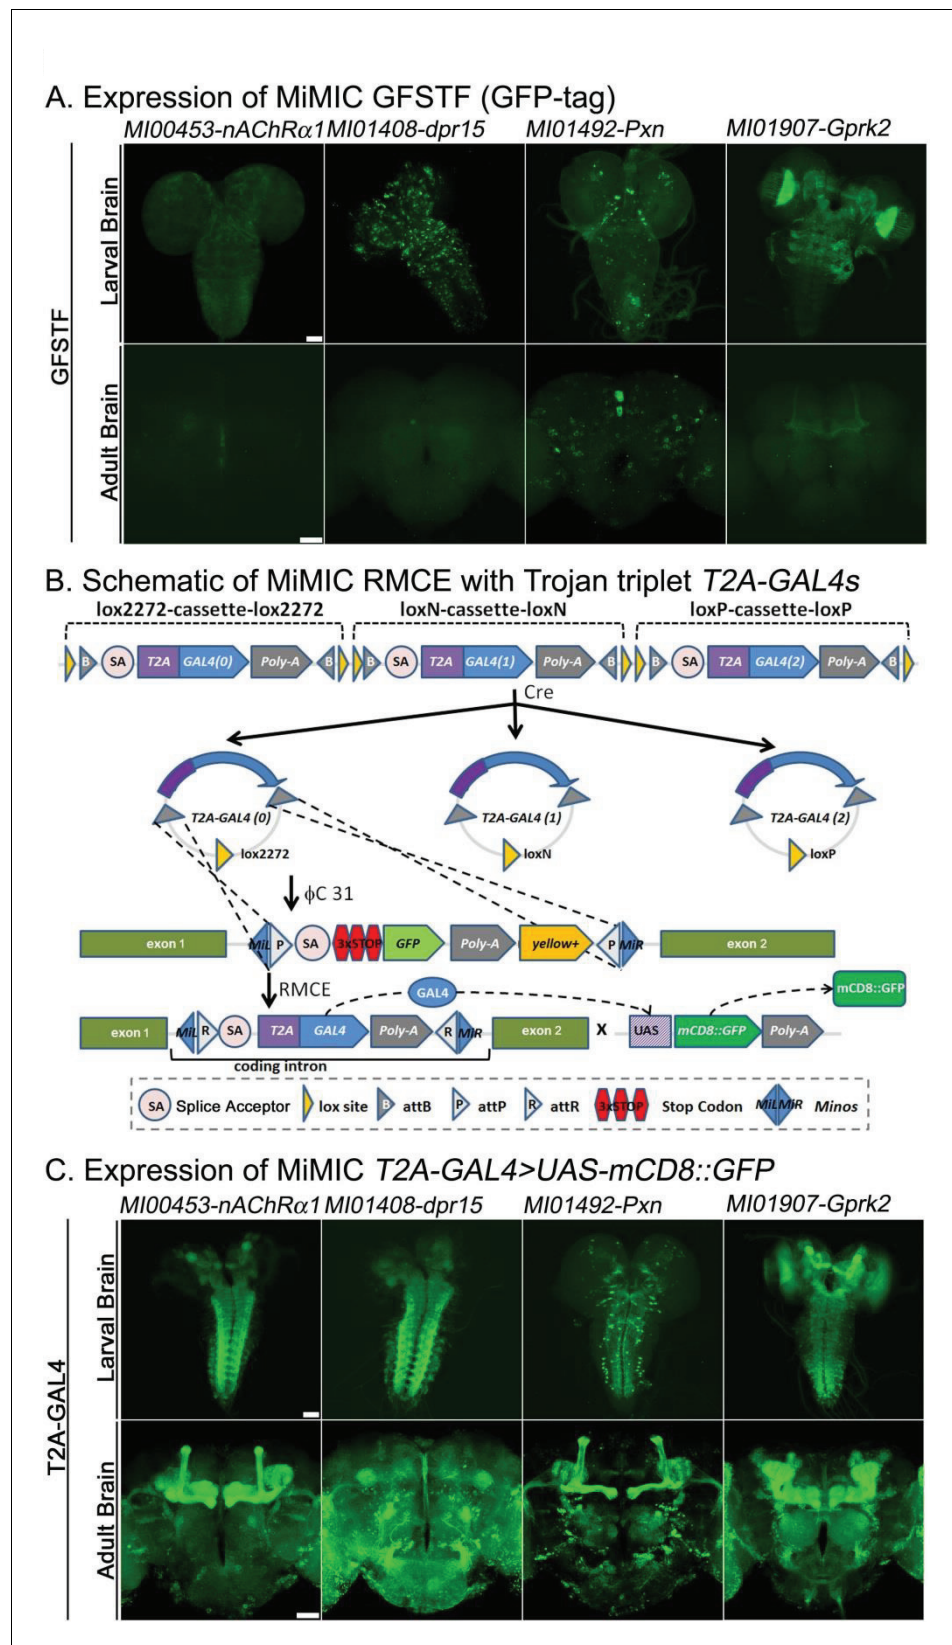 A. Expression of MiMIC GFSTF (GFP-tag)
MI00453-nAChRα1 MI01408-dpr15 MI01492-Pxn MI01907-Gprk2
GFSTF
Larval Brain
Adult Brain
B. Schematic of MiMIC RMCE with Trojan triplet T2A-GAL4s
lox2272-cassette-lox2272 loxN-cassette-loxN loxP-cassette-loxP
B SA T2A GAL4(0) Poly-A B B SA T2A GAL4(1) Poly-A B B SA T2A GAL4(2) Poly-A B
Cre
T2A-GAL4 (0) T2A-GAL4 (1) T2A-GAL4 (2)
lox2272 loxN loxP
ϕC 31
exon 1 MiL P SA 3xSTOP GFP Poly-A yellow+ P MiR exon 2
RMCE
GAL4
mCD8::GFP
exon 1 MiL R SA T2A GAL4 Poly-A R MiR exon 2 X UAS mCD8::GFP Poly-A
coding intron
SA Splice Acceptor lox site B attB P attP R attR 3xSTOP Stop Codon MiL MiR Minos
C. Expression of MiMIC T2A-GAL4>UAS-mCD8::GFP
MI00453-nAChRα1 MI01408-dpr15 MI01492-Pxn MI01907-Gprk2
T2A-GAL4
Larval Brain
Adult Brain